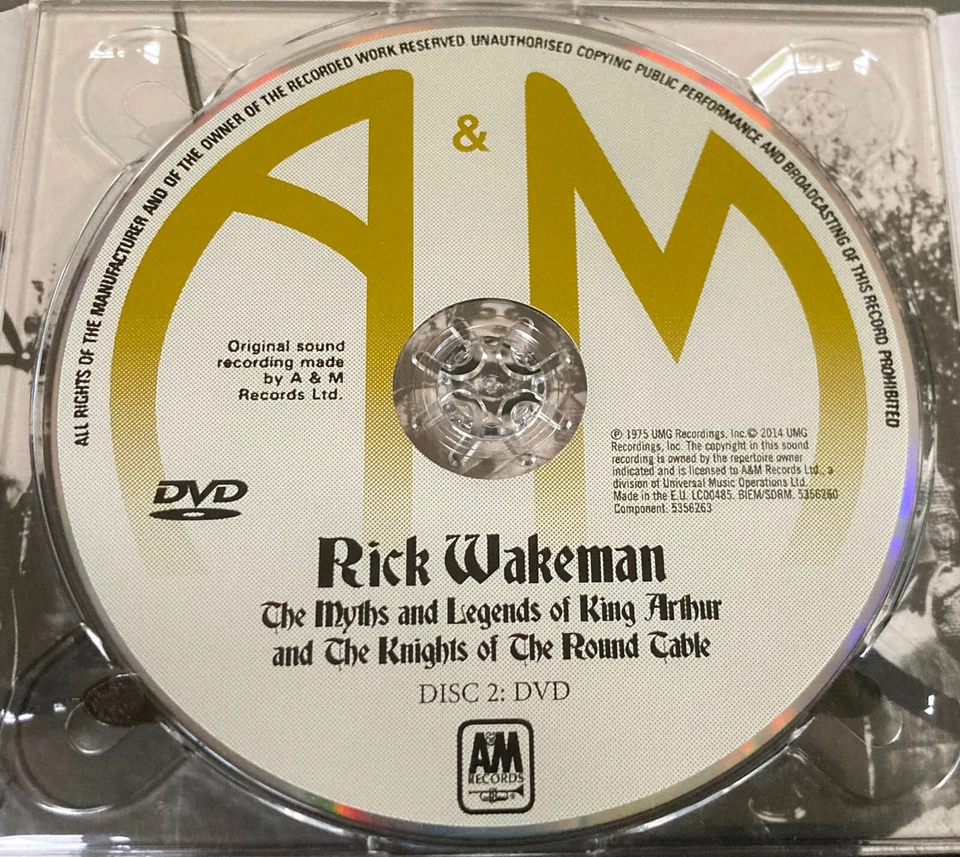 ALL RIGHTS OF THE MANUFACTURER AND OF THE OWNER OF THE RECORDED WORK RESERVED. UNAUTHORISED COPYING PUBLIC PERFORMANCE AND BROADCASTING OF THIS RECORD PROHIBITED
A & M
Original sound
recording made
by A & M
Records Ltd.
℗ 1975 UMG Recordings, Inc.© 2014 UMG
Recordings, Inc. The copyright in this sound
recording is owned by the repertoire owner
indicated and is licensed to A&M Records Ltd., a
division of Universal Music Operations Ltd.
Made in the E.U. LC00485. BIEM/SDRM. 5356260
Component: 5356263
DVD
Rick Wakeman
The Myths and Legends of King Arthur
and The Knights of The Round Table
DISC 2: DVD
A&M
RECORDS